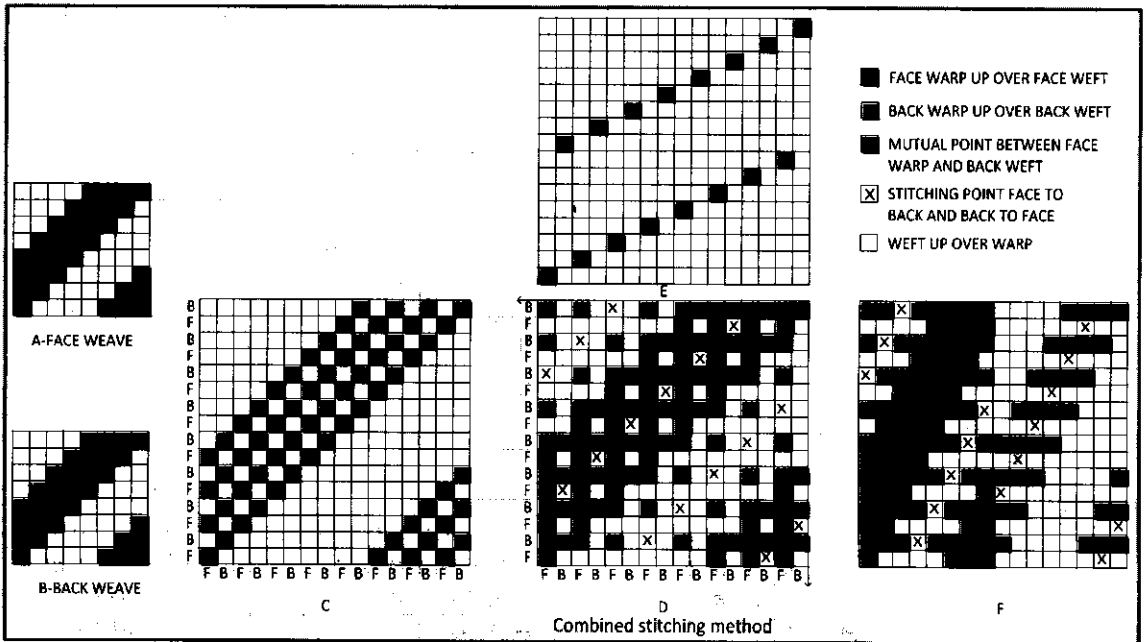 FACE WARP UP OVER FACE WEFT
BACK WARP UP OVER BACK WEFT
MUTUAL POINT BETWEEN FACE
WARP AND BACK WEFT
X STITCHING POINT FACE TO
BACK AND BACK TO FACE
WEFT UP OVER WARP
A-FACE WEAVE
B-BACK WEAVE
E
B
F
B
F
B
F
B
F
B
F
B
F
B
F
B
F
F B F B F B F B F B F B F B F B
C
B
F
B
F
B
F
B
F
B
F
B
F
B
F
B
F
X X
X X
X X
X X
X X
X X
X X
X X
F B F B F B F B F B F B F B F B
D
X X
X X
X X
X X
X X
X X
X X
X X
F
Combined stitching method